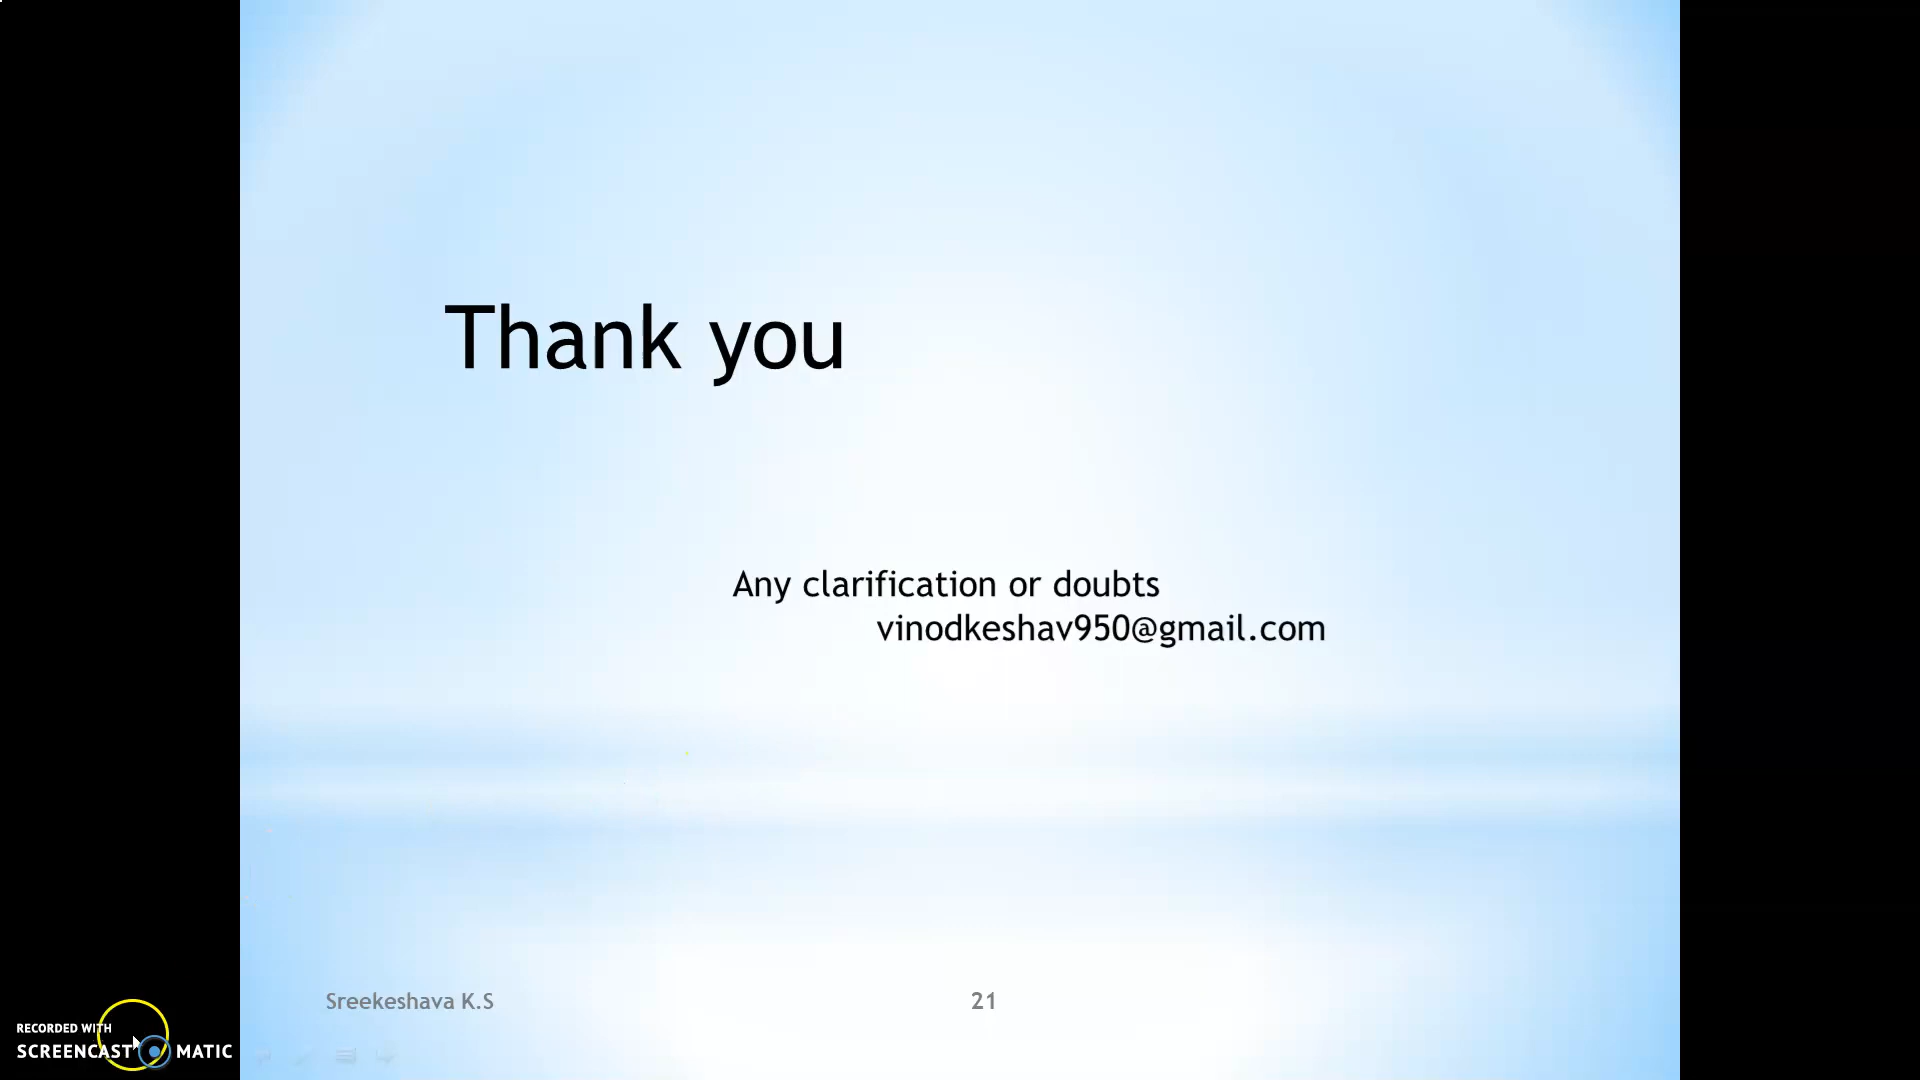 Thank you
Any clarification or doubts
vinodkeshav950@gmail.com
Sreekeshava K.S
21
RECORDED WITH
SCREENCAST MATIC